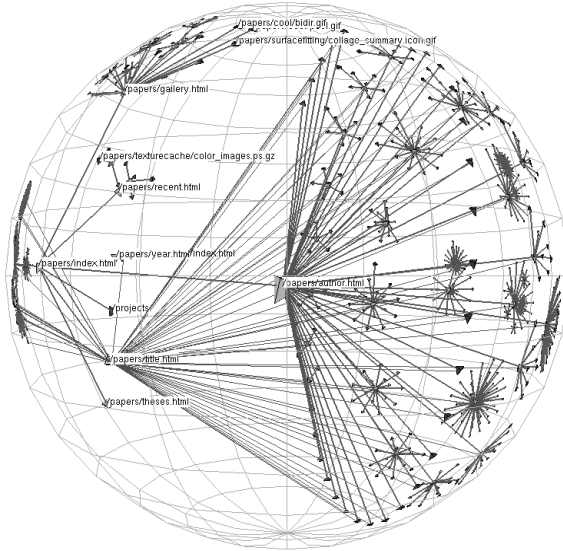 /papers/cool/bidir.gif
.gif
/papers/surfacefitting/collage_summary.icon.gif
/papers/gallery.html
/papers/texturecache/color_images.ps.gz
/papers/recent.html
/papers/year.html
/index.html
/papers/index.html
/papers/author.html
/projects
/papers/title.html
/papers/theses.html